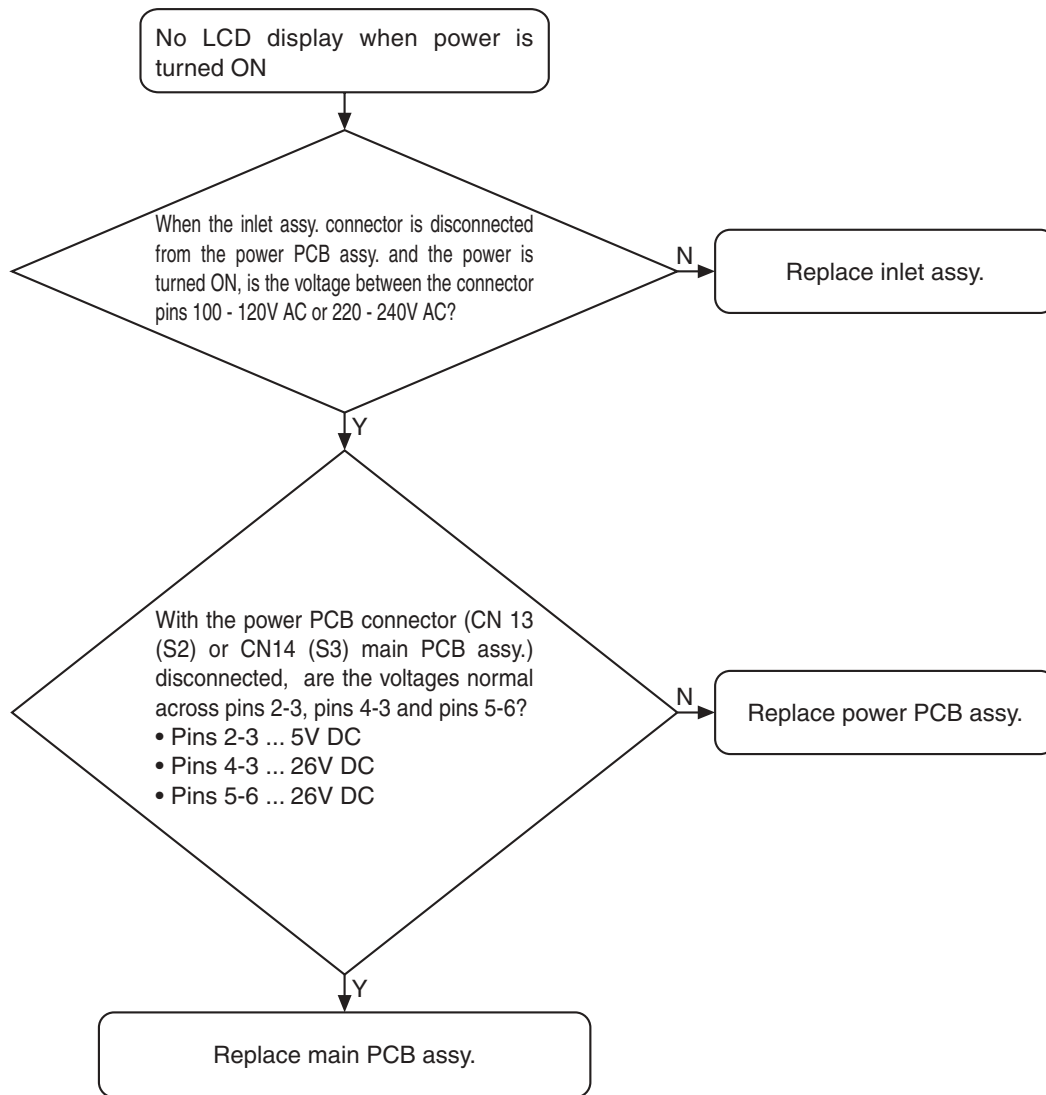 No LCD display when power is
turned ON
When the inlet assy. connector is disconnected
from the power PCB assy. and the power is
turned ON, is the voltage between the connector
pins 100 - 120V AC or 220 - 240V AC?
N
Replace inlet assy.
Y
With the power PCB connector (CN 13
(S2) or CN14 (S3) main PCB assy.)
disconnected, are the voltages normal
across pins 2-3, pins 4-3 and pins 5-6?
• Pins 2-3 ... 5V DC
• Pins 4-3 ... 26V DC
• Pins 5-6 ... 26V DC
N
Replace power PCB assy.
Y
Replace main PCB assy.